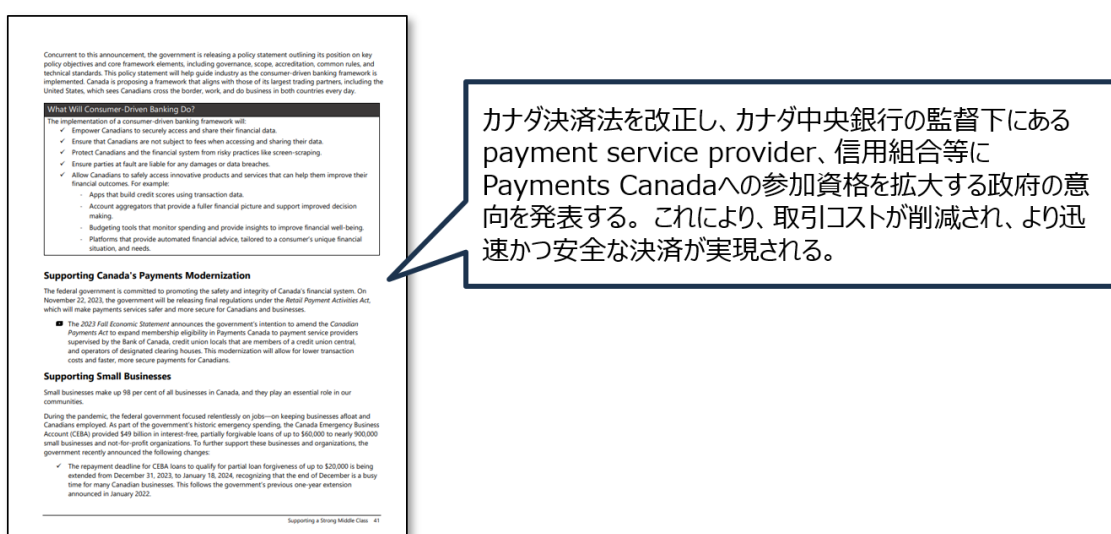 Concurrent to this announcement, the government is releasing a policy statement outlining its position on key
policy objectives and core framework elements, including governance, scope, accreditation, common rules, and
technical standards. This policy statement will help guide industry as the consumer-driven banking framework is
implemented. Canada is proposing a framework that aligns with those of its largest trading partners, including the
United States, which sees Canadians cross the border, work, and do business in both countries every day.
What Will Consumer-Driven Banking Do?
The implementation of a consumer-driven banking framework will:
✓ Empower Canadians to securely access and share their financial data.
✓ Ensure that Canadians are not subject to fees when accessing and sharing their data.
✓ Protect Canadians and the financial system from risky practices like screen-scraping.
✓ Ensure parties at fault are liable for any damages or data breaches.
✓ Allow Canadians to safely access innovative products and services that can help them improve their
financial outcomes. For example:
- Apps that build credit scores using transaction data.
- Account aggregators that provide a fuller financial picture and support improved decision
making.
- Budgeting tools that monitor spending and provide insights to improve financial well-being.
- Platforms that provide automated financial advice, tailored to a consumer's unique financial
situation, and needs.
Supporting Canada's Payments Modernization
The federal government is committed to promoting the safety and integrity of Canada's financial system. On
November 22, 2023, the government will be releasing final regulations under the Retail Payment Activities Act,
which will make payments services safer and more secure for Canadians and businesses.
The 2023 Fall Economic Statement announces the government's intention to amend the Canadian
Payments Act to expand membership eligibility in Payments Canada to payment service providers
supervised by the Bank of Canada, credit union locals that are members of a credit union central,
and operators of designated clearing houses. This modernization will allow for lower transaction
costs and faster, more secure payments for Canadians.
Supporting Small Businesses
Small businesses make up 98 per cent of all businesses in Canada, and they play an essential role in our
communities.
During the pandemic, the federal government focused relentlessly on jobs—on keeping businesses afloat and
Canadians employed. As part of the government's historic emergency spending, the Canada Emergency Business
Account (CEBA) provided $49 billion in interest-free, partially forgivable loans of up to $60,000 to nearly 900,000
small businesses and not-for-profit organizations. To further support these businesses and organizations, the
government recently announced the following changes:
✓ The repayment deadline for CEBA loans to qualify for partial loan forgiveness of up to $20,000 is being
extended from December 31, 2023, to January 18, 2024, recognizing that the end of December is a busy
time for many Canadian businesses. This follows the government's previous one-year extension
announced in January 2022.
Supporting a Strong Middle Class 41
カナダ決済法を改正し、カナダ中央銀行の監督下にある
payment service provider、信用組合等に
Payments Canadaへの参加資格を拡大する政府の意
向を発表する。これにより、取引コストが削減され、より迅
速かつ安全な決済が実現される。